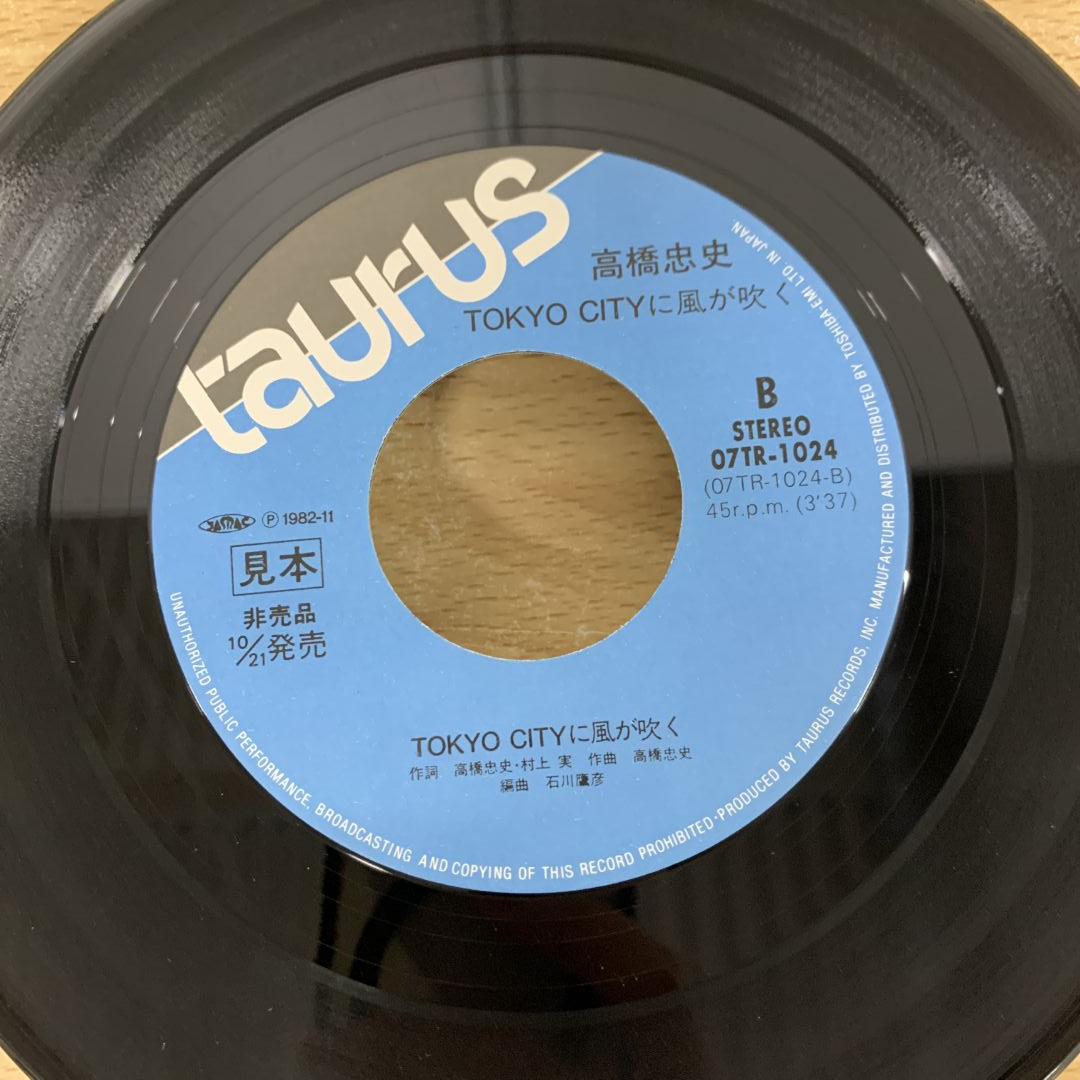 taurus
高橋忠史
TOKYO CITYに風が吹く
B
STEREO
07TR-1024
(07TR-1024-B)
45r.p.m. (3'37)
JASRAC Ⓟ 1982-11
見本
非売品
10/21発売
TOKYO CITYに風が吹く
作詞 高橋忠史・村上 実 作曲 高橋忠史
編曲 石川鷹彦
UNAUTHORIZED PUBLIC PERFORMANCE, BROADCASTING AND COPYING OF THIS RECORD PROHIBITED·PRODUCED BY TAURUS RECORDS, INC. MANUFACTURED AND DISTRIBUTED BY TOSHIBA-EMI LTD. IN JAPAN.